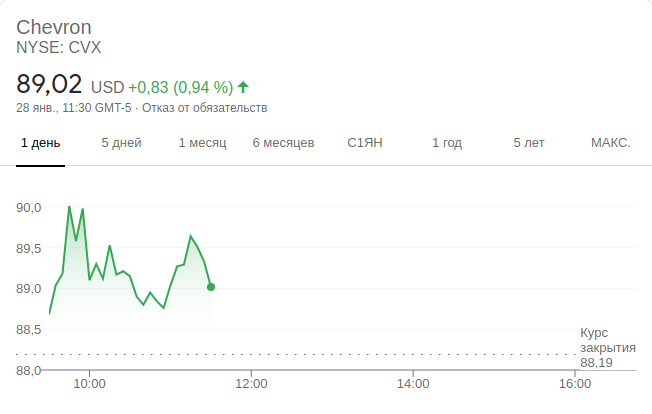 Chevron
NYSE: CVX
89,02 USD +0,83 (0,94 %)
28 янв., 11:30 GMT-5 · Отказ от обязательств
1 день 5 дней 1 месяц 6 месяцев С1ЯН 1 год 5 лет МАКС.
90,0
89,5
89,0
88,5
Курс
закрытия
88,19
88,0
10:00 12:00 14:00 16:00